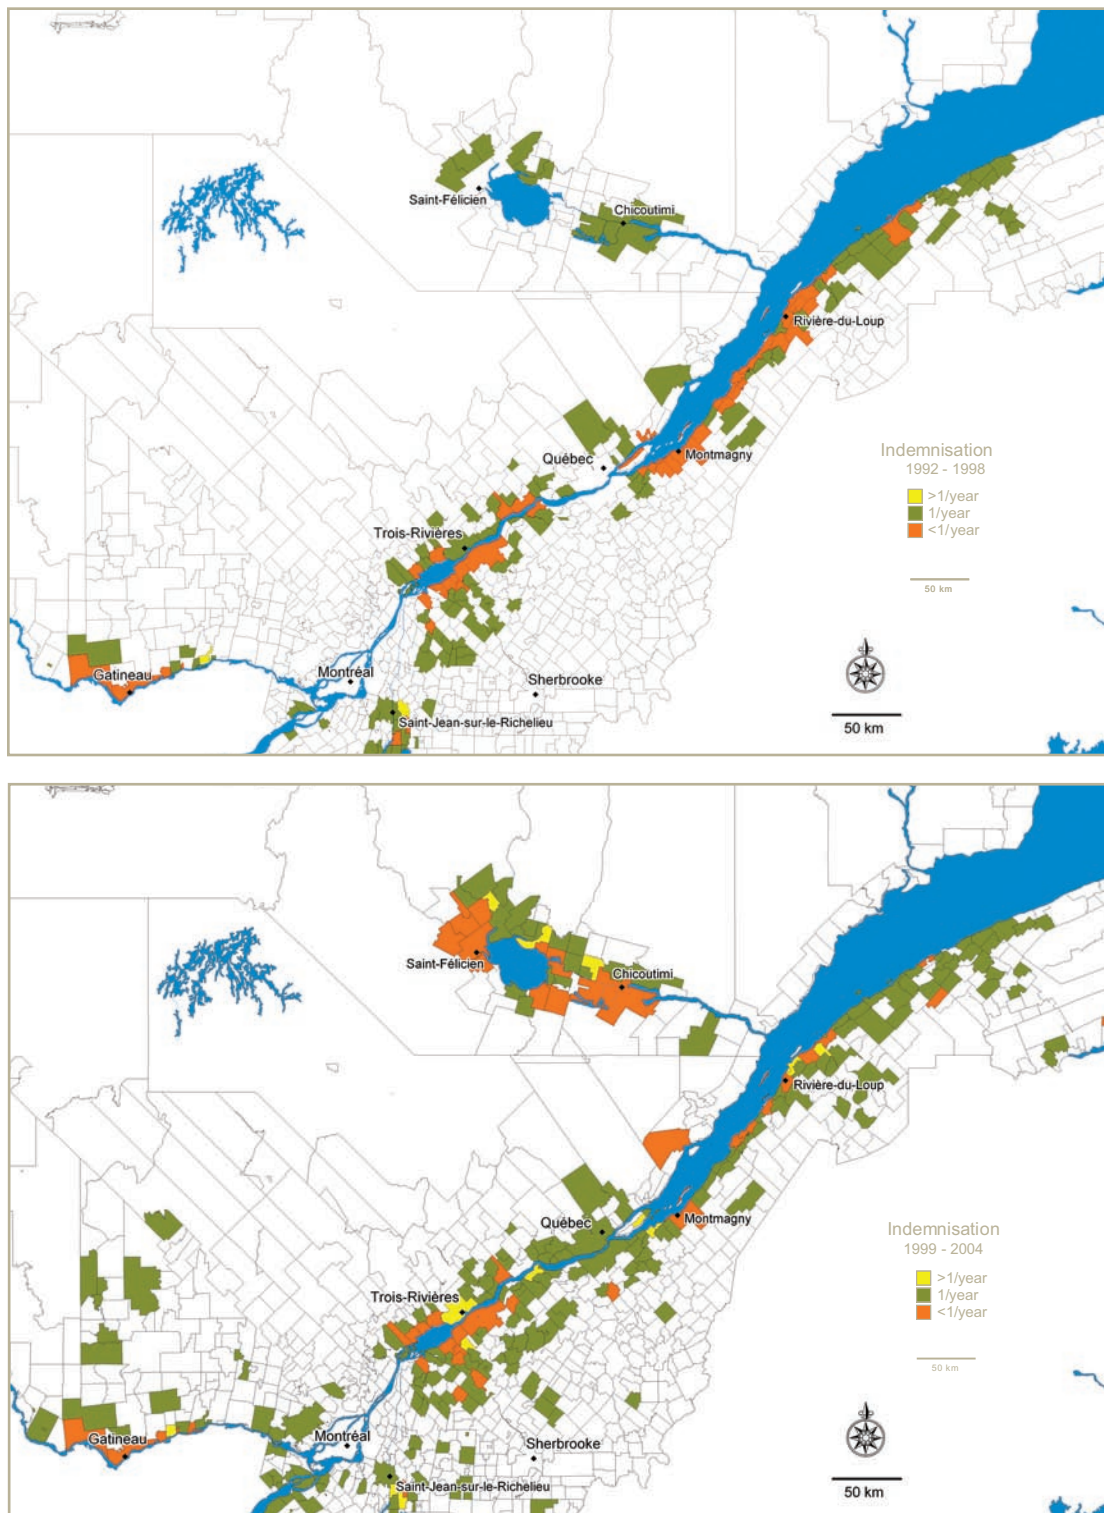 Saint-Félicien
Chicoutimi
Rivière-du-Loup
Québec
Montmagny
Trois-Rivières
Gatineau
Montréal
Sherbrooke
Saint-Jean-sur-le-Richelieu
Indemnisation
1992 - 1998
>1/year
1/year
<1/year
50 km
50 km
Saint-Félicien
Chicoutimi
Rivière-du-Loup
Québec
Montmagny
Trois-Rivières
Gatineau
Montréal
Sherbrooke
Saint-Jean-sur-le-Richelieu
Indemnisation
1999 - 2004
>1/year
1/year
<1/year
50 km
50 km